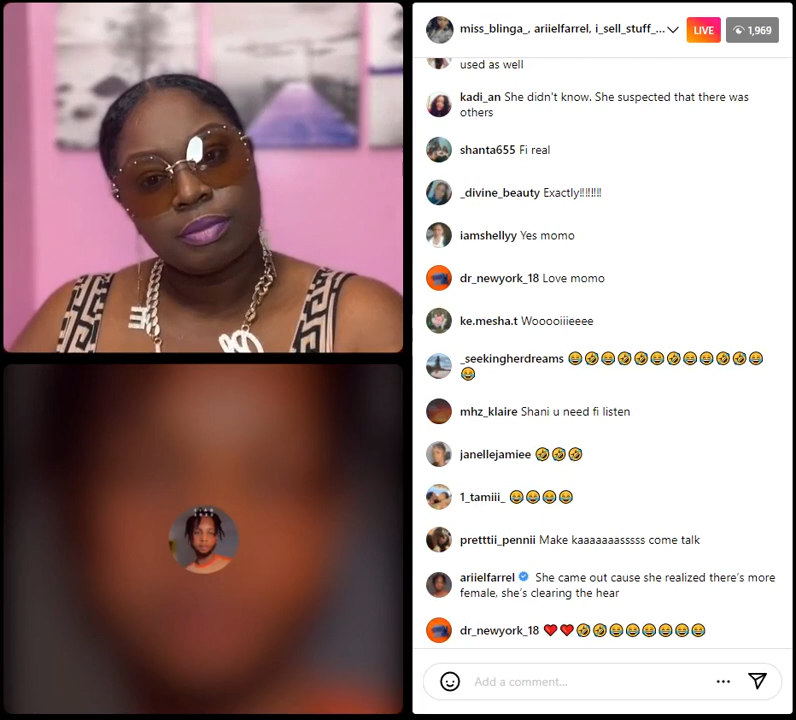 miss_blinga_, ariielfarrel, i_sell_stuff_...
LIVE
1,969
used as well
kadi_an She didn't know. She suspected that there was
others
shanta655 Fi real
_divine_beauty Exactly!!!!!!!!
iamshellyy Yes momo
dr_newyork_18 Love momo
ke.mesha.t Wooooiiieeee
_seekingherdreams 😂🤣😂🤣🤣😂🤣😂😂🤣🤣😂
😂
mhz_klaire Shani u need fi listen
janellejamiee 🤣🤣🤣
1_tamiii_ 😂😂😂😂
pretttii_pennii Make kaaaaaaasssss come talk
ariielfarrel She came out cause she realized there's more
female, she's clearing the hear
dr_newyork_18 ❤️❤️🤣🤣😂😂😂😂😂😂
Add a comment...